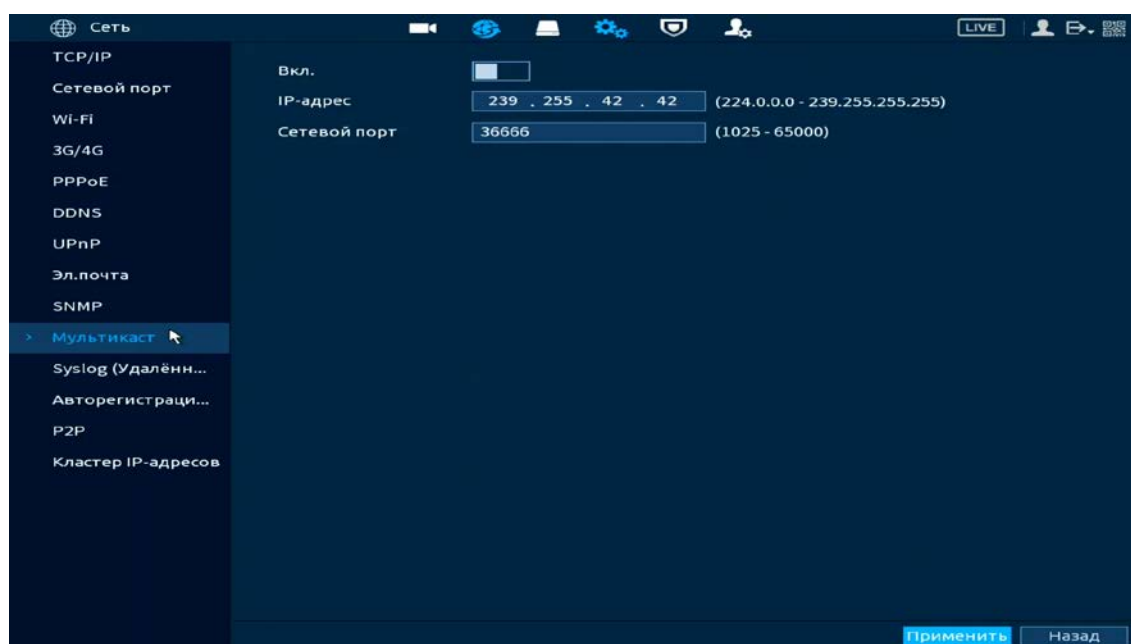 Сеть
LIVE
TCP/IP
Сетевой порт
Wi-Fi
3G/4G
PPPoE
DDNS
UPnP
Эл.почта
SNMP
> Мультикаст
Syslog (Удалённ...
Авторегистраци...
P2P
Кластер IP-адресов
Вкл.
IP-адрес 239 . 255 . 42 . 42 (224.0.0.0 - 239.255.255.255)
Сетевой порт 36666 (1025 - 65000)
Применить Назад